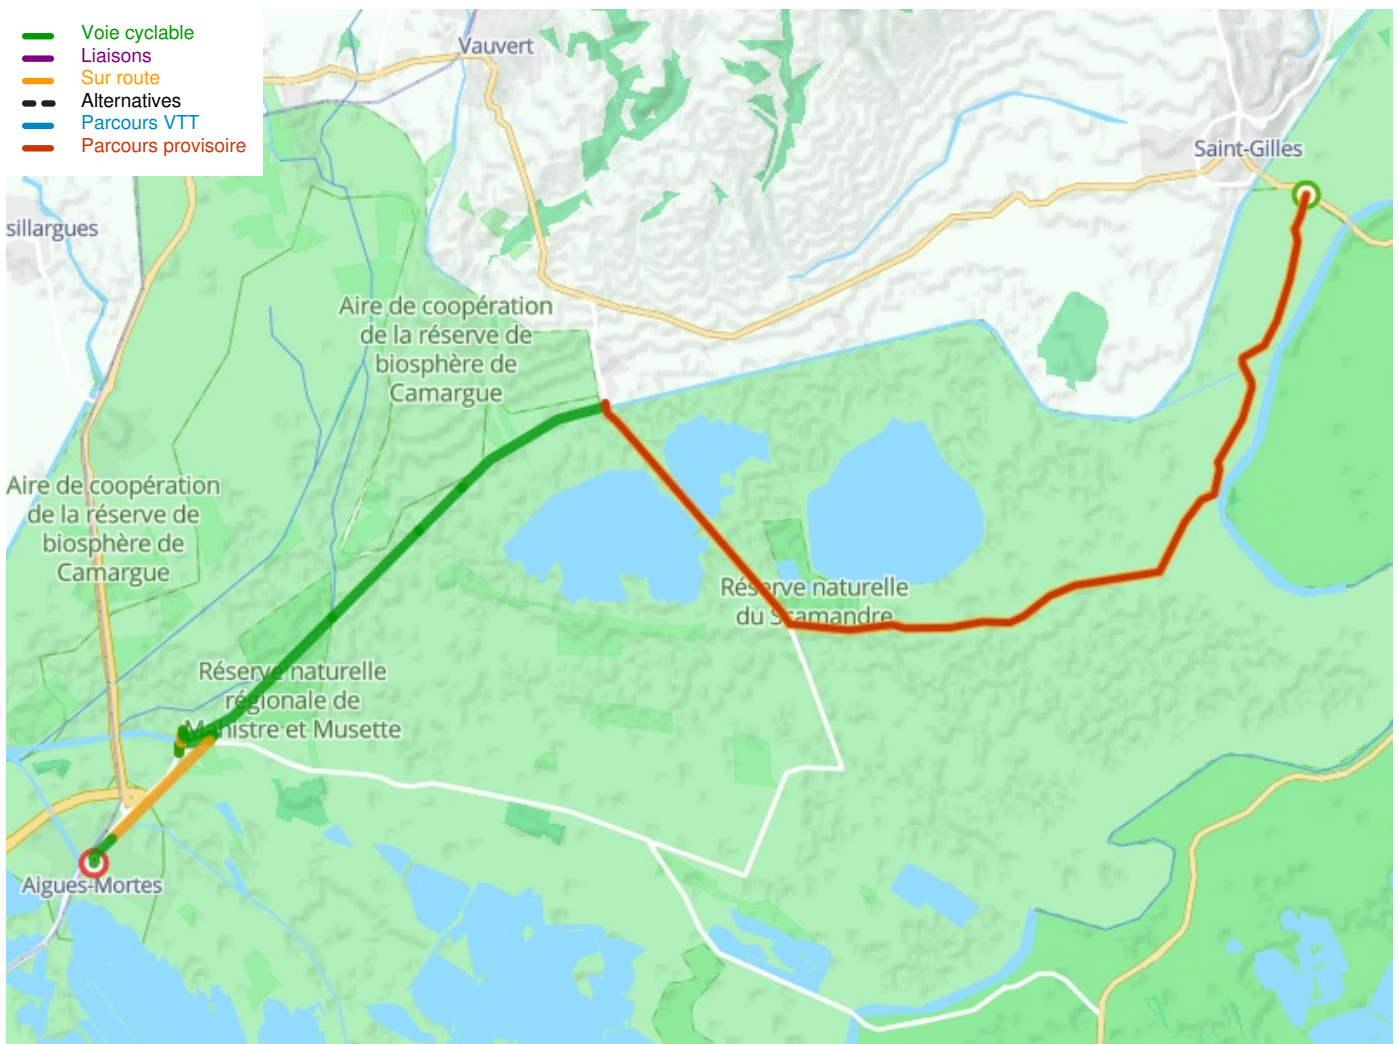 Voie cyclable
Liaisons
Sur route
Alternatives
Parcours VTT
Parcours provisoire
Vauvert
Saint-Gilles
sillargues
Aire de coopération
de la réserve de
biosphère de
Camargue
Aire de coopération
de la réserve de
biosphère de
Camargue
Réserve naturelle
du Scamandre
Réserve naturelle
régionale de
Mahistre et Musette
Aigues-Mortes